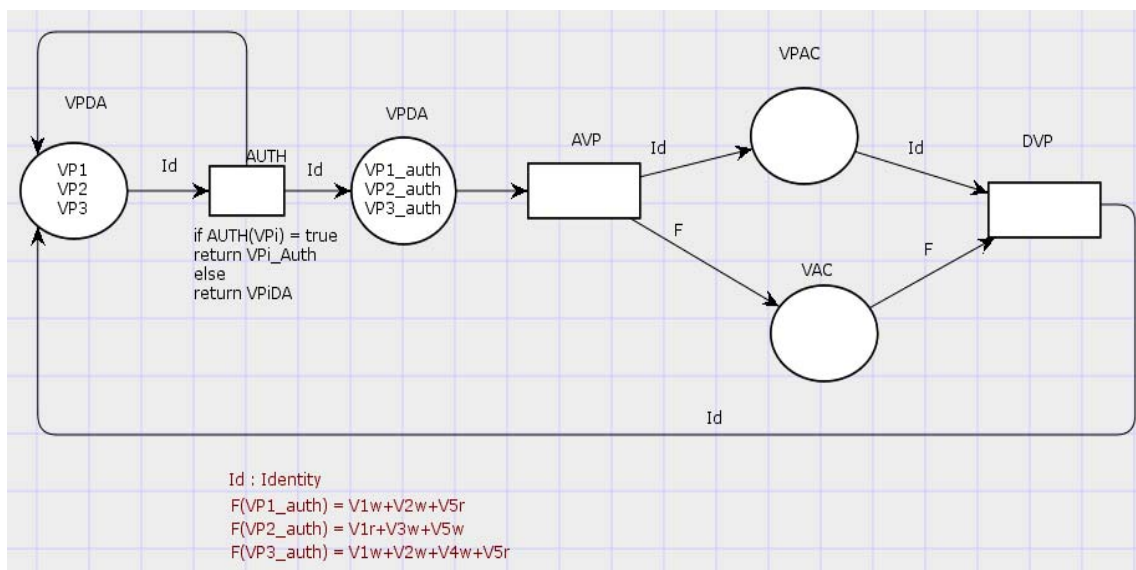 VPDA
VP1
VP2
VP3
Id
AUTH
if AUTH(VPi) = true
return VPi_Auth
else
return VPiDA
Id
VPDA
VP1_auth
VP2_auth
VP3_auth
AVP
Id
F
VPAC
VAC
Id
F
DVP
Id
Id : Identity
F(VP1_auth) = V1w+V2w+V5r
F(VP2_auth) = V1r+V3w+V5w
F(VP3_auth) = V1w+V2w+V4w+V5r